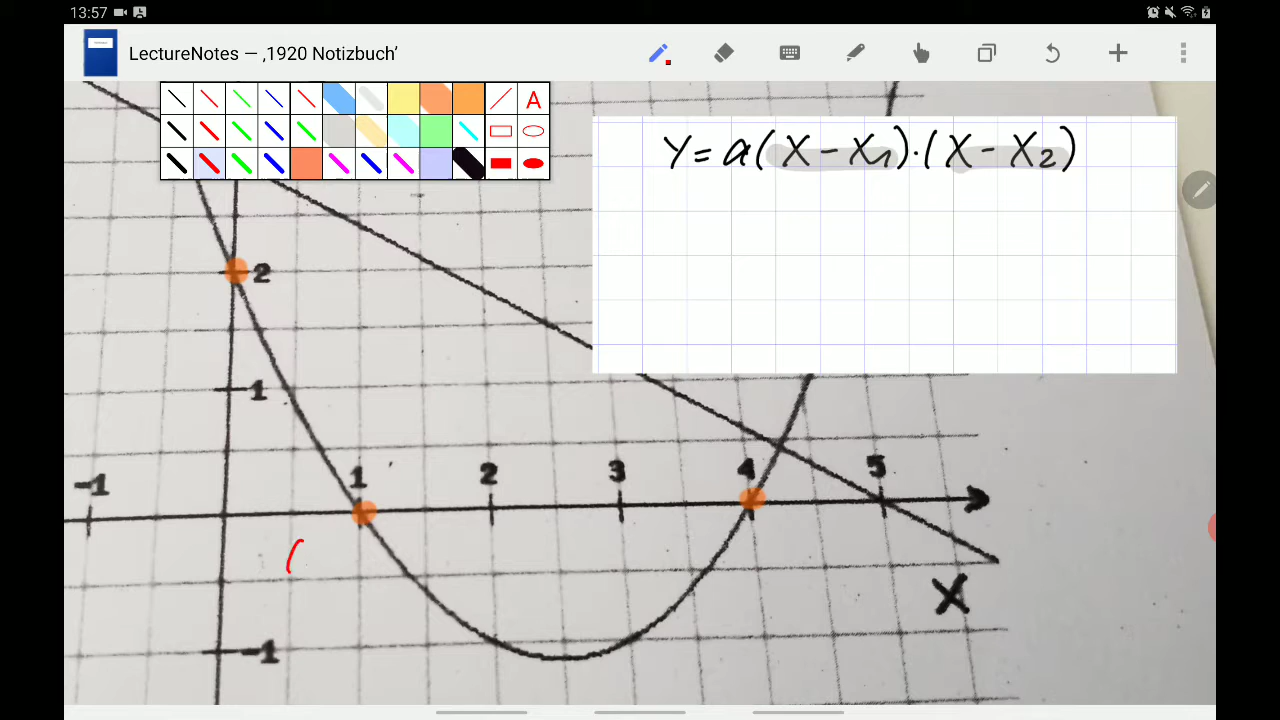 13:57
LectureNotes — ‚1920 Notizbuch’
A
Y = a(X - X1)·(X - X2)
2
1
-1 1 2 3 4 5
(
X
-1